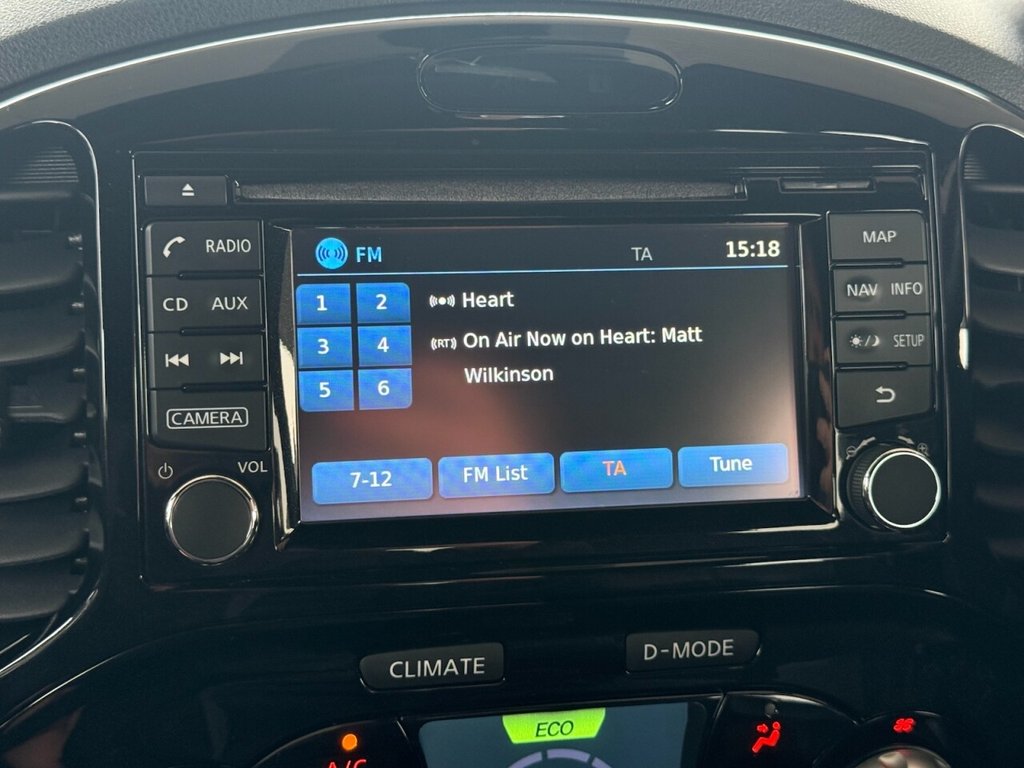 RADIO
CD AUX
CAMERA
VOL
FM TA 15:18
1 2
3 4
5 6
Heart
(RT) On Air Now on Heart: Matt
Wilkinson
7-12 FM List TA Tune
MAP
NAV INFO
SETUP
CLIMATE D-MODE
ECO
A/C